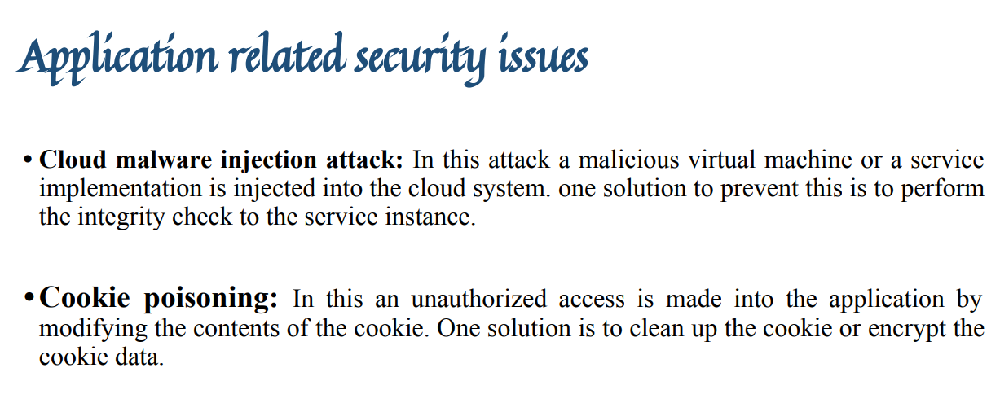 Application related security issues
• Cloud malware injection attack: In this attack a malicious virtual machine or a service
implementation is injected into the cloud system. one solution to prevent this is to perform
the integrity check to the service instance.
• Cookie poisoning: In this an unauthorized access is made into the application by
modifying the contents of the cookie. One solution is to clean up the cookie or encrypt the
cookie data.